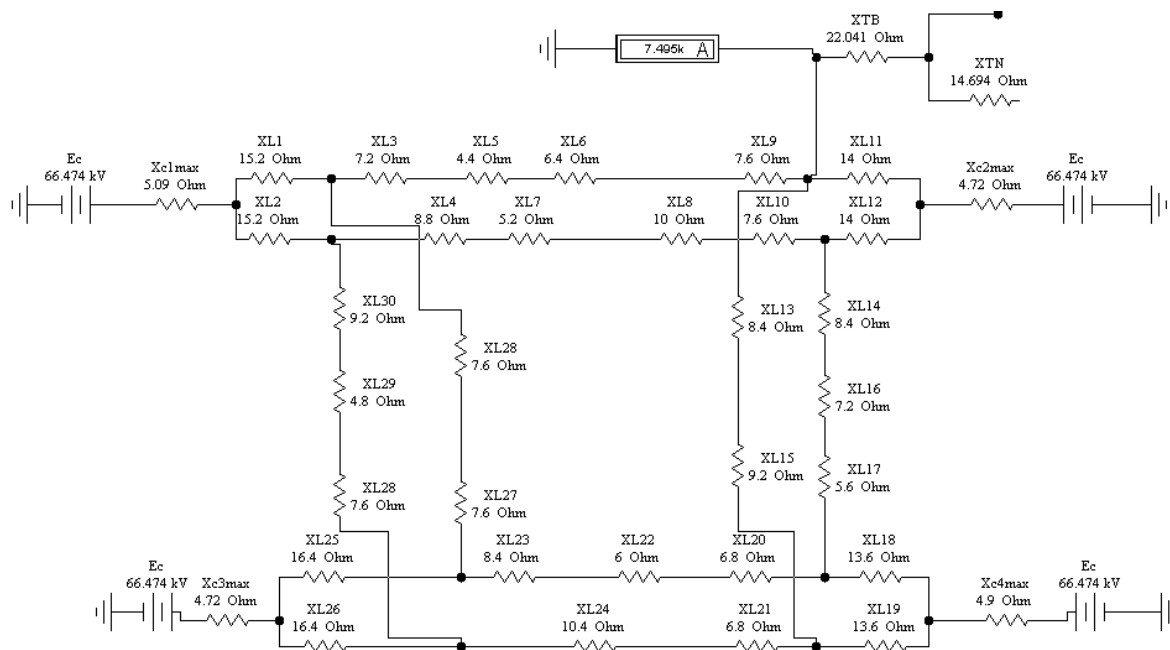 XTB
22.041 Ohm
7.495k A
XTN
14.694 Ohm
XL1
15.2 Ohm
XL3
7.2 Ohm
XL5
4.4 Ohm
XL6
6.4 Ohm
XL9
7.6 Ohm
XL11
14 Ohm
Ec
66.474 kV
Xc1max
5.09 Ohm
Xc2max
4.72 Ohm
Ec
66.474 kV
XL2
15.2 Ohm
XL4
8.8 Ohm
XL7
5.2 Ohm
XL8
10 Ohm
XL10
7.6 Ohm
XL12
14 Ohm
XL30
9.2 Ohm
XL13
8.4 Ohm
XL14
8.4 Ohm
XL28
7.6 Ohm
XL29
4.8 Ohm
XL16
7.2 Ohm
XL15
9.2 Ohm
XL17
5.6 Ohm
XL28
7.6 Ohm
XL27
7.6 Ohm
XL25
16.4 Ohm
XL23
8.4 Ohm
XL22
6 Ohm
XL20
6.8 Ohm
XL18
13.6 Ohm
Ec
66.474 kV
Xc3max
4.72 Ohm
Xc4max
4.9 Ohm
Ec
66.474 kV
XL26
16.4 Ohm
XL24
10.4 Ohm
XL21
6.8 Ohm
XL19
13.6 Ohm